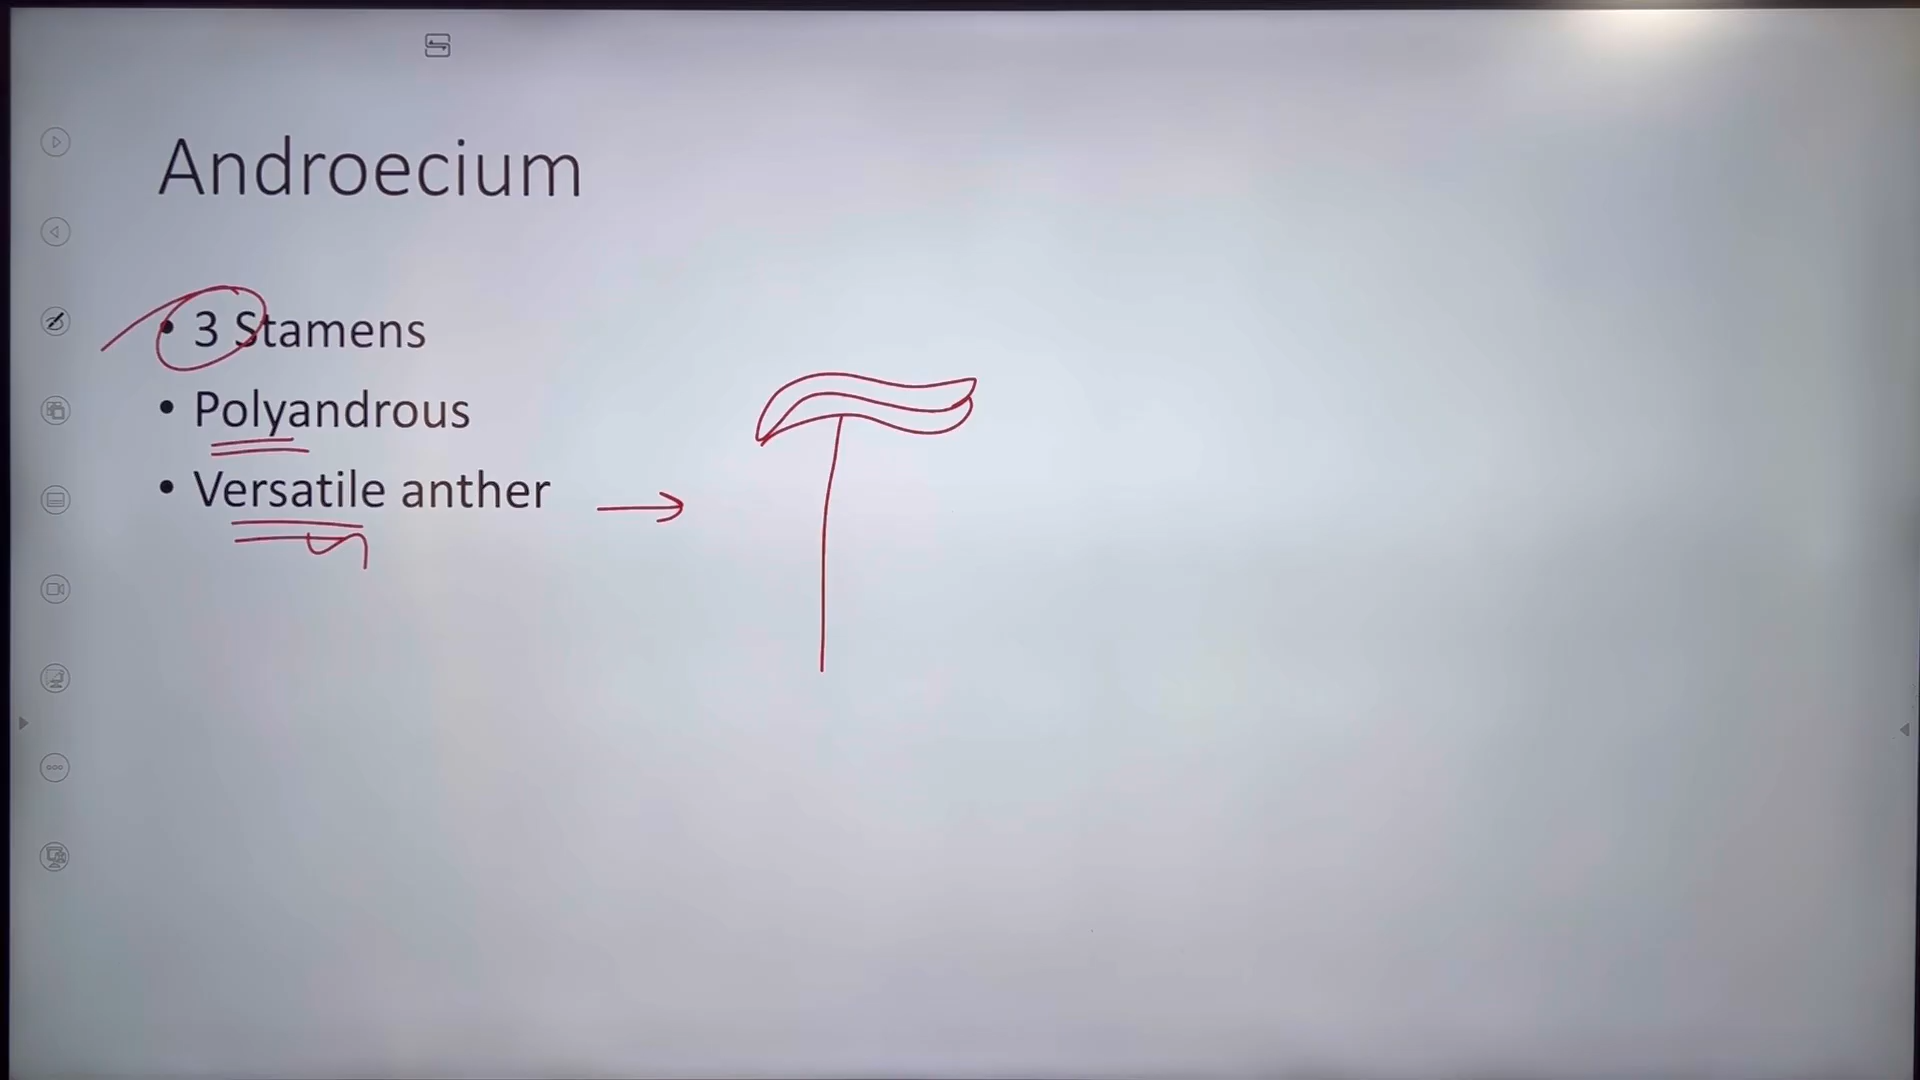 Androecium
• 3 Stamens
• Polyandrous
• Versatile anther